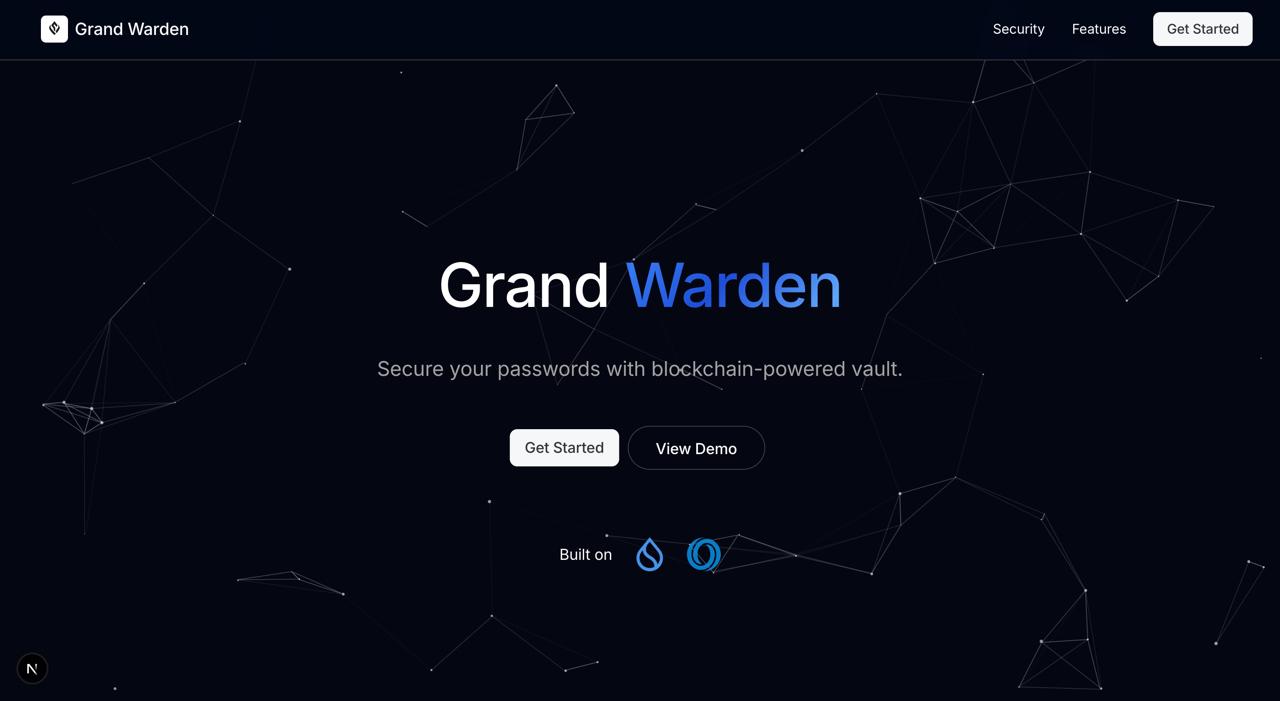 Grand Warden
Security
Features
Get Started
Grand Warden
Secure your passwords with blockchain-powered vault.
Get Started
View Demo
Built on
N